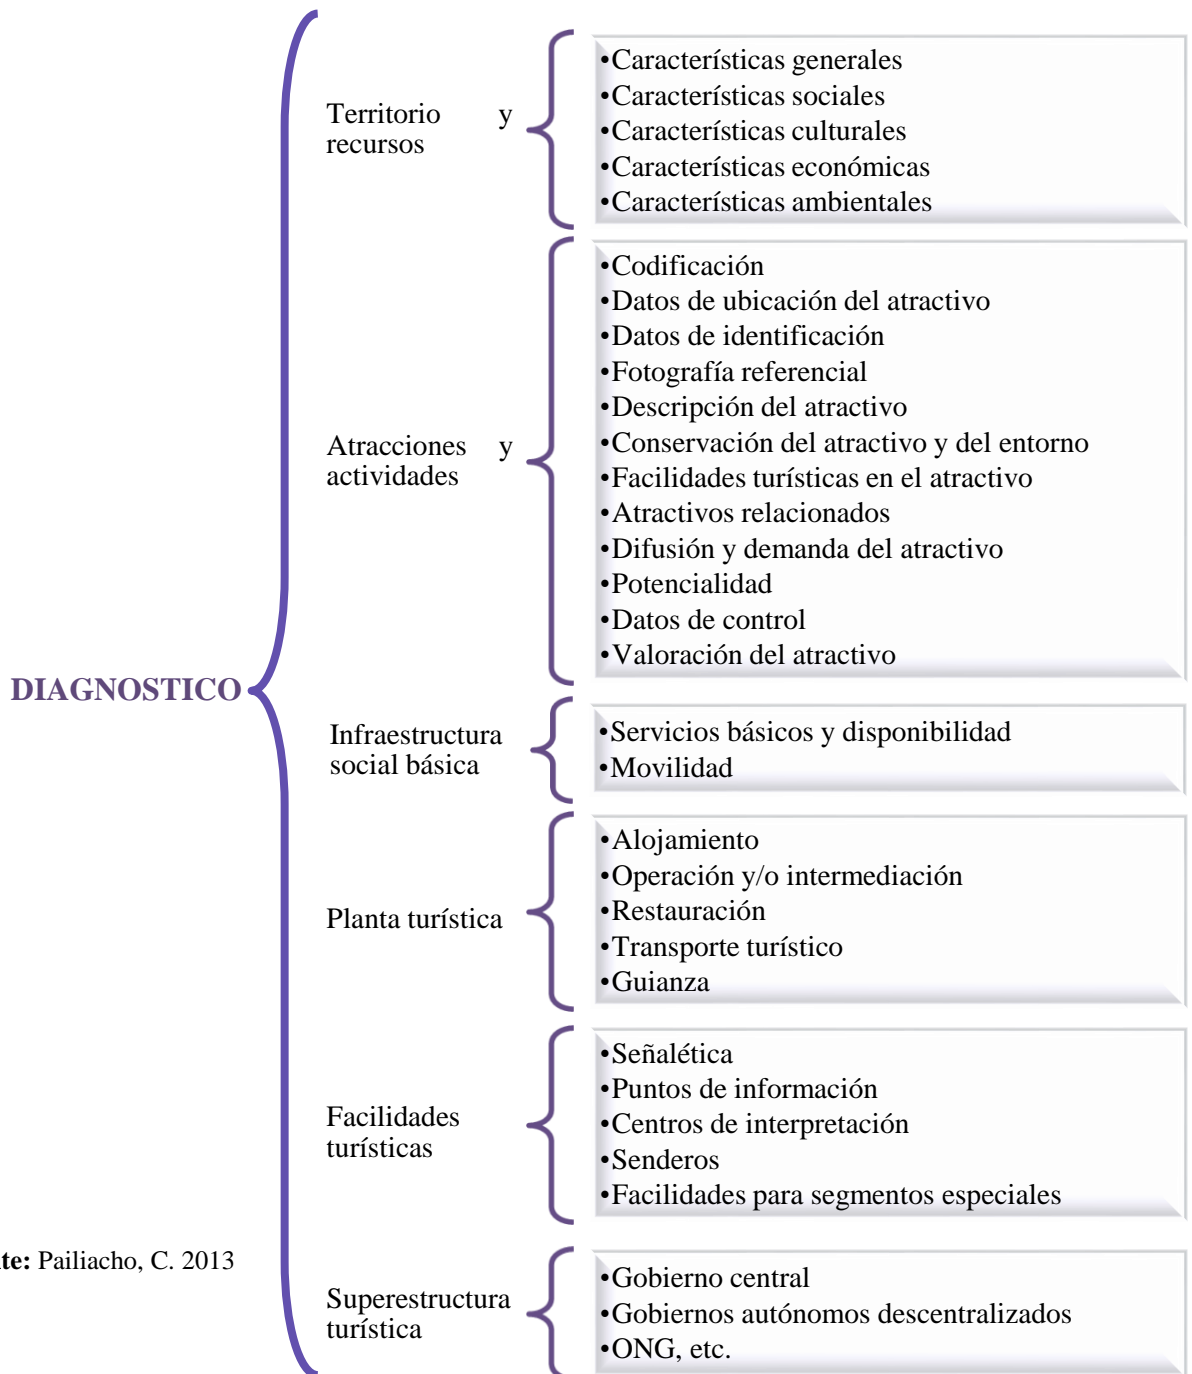 DIAGNOSTICO
Territorio y
recursos
•Características generales
•Características sociales
•Características culturales
•Características económicas
•Características ambientales
Atracciones y
actividades
•Codificación
•Datos de ubicación del atractivo
•Datos de identificación
•Fotografía referencial
•Descripción del atractivo
•Conservación del atractivo y del entorno
•Facilidades turísticas en el atractivo
•Atractivos relacionados
•Difusión y demanda del atractivo
•Potencialidad
•Datos de control
•Valoración del atractivo
Infraestructura
social básica
•Servicios básicos y disponibilidad
•Movilidad
Planta turística
•Alojamiento
•Operación y/o intermediación
•Restauración
•Transporte turístico
•Guianza
Facilidades
turísticas
•Señalética
•Puntos de información
•Centros de interpretación
•Senderos
•Facilidades para segmentos especiales
Superestructura
turística
•Gobierno central
•Gobiernos autónomos descentralizados
•ONG, etc.
te: Pailiacho, C. 2013